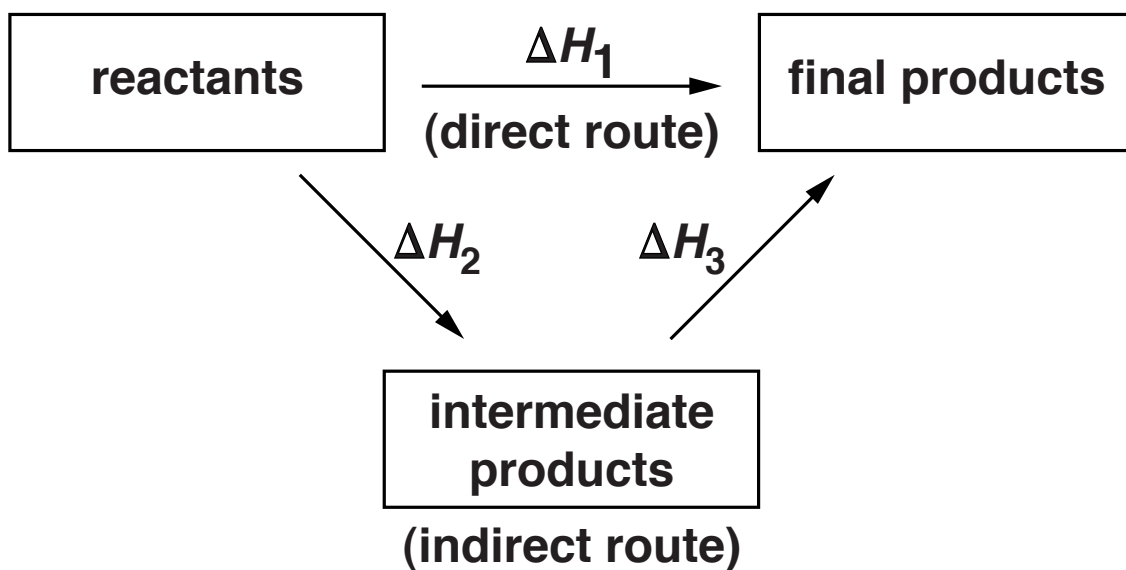 reactants
ΔH1
final products
(direct route)
ΔH2
ΔH3
intermediate
products
(indirect route)